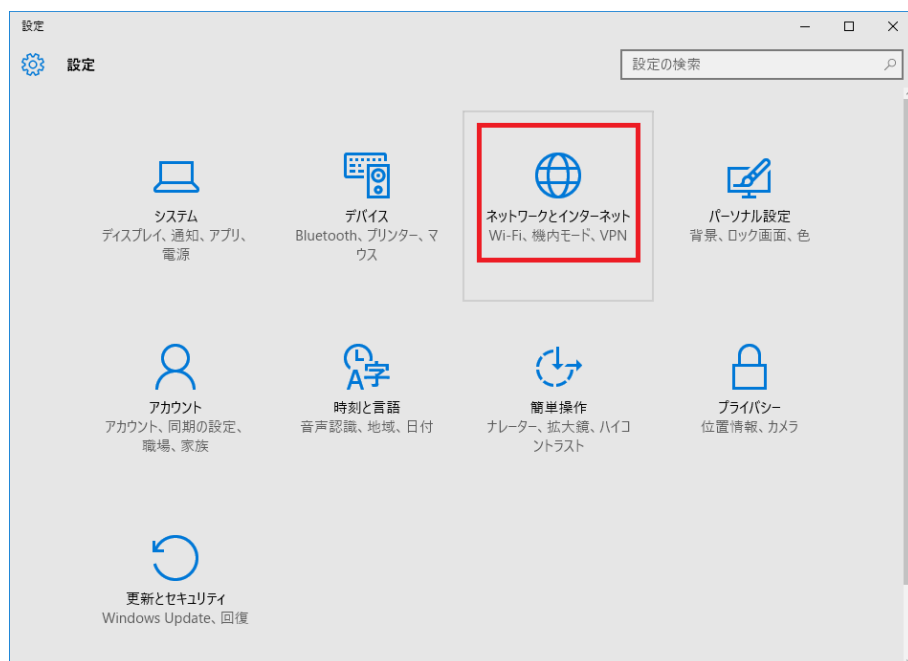 設定
設定
設定の検索
システム
ディスプレイ、通知、アプリ、
電源
デバイス
Bluetooth、プリンター、マ
ウス
ネットワークとインターネット
Wi-Fi、機内モード、VPN
パーソナル設定
背景、ロック画面、色
アカウント
アカウント、同期の設定、
職場、家族
時刻と言語
音声認識、地域、日付
簡単操作
ナレーター、拡大鏡、ハイコ
ントラスト
プライバシー
位置情報、カメラ
更新とセキュリティ
Windows Update、回復